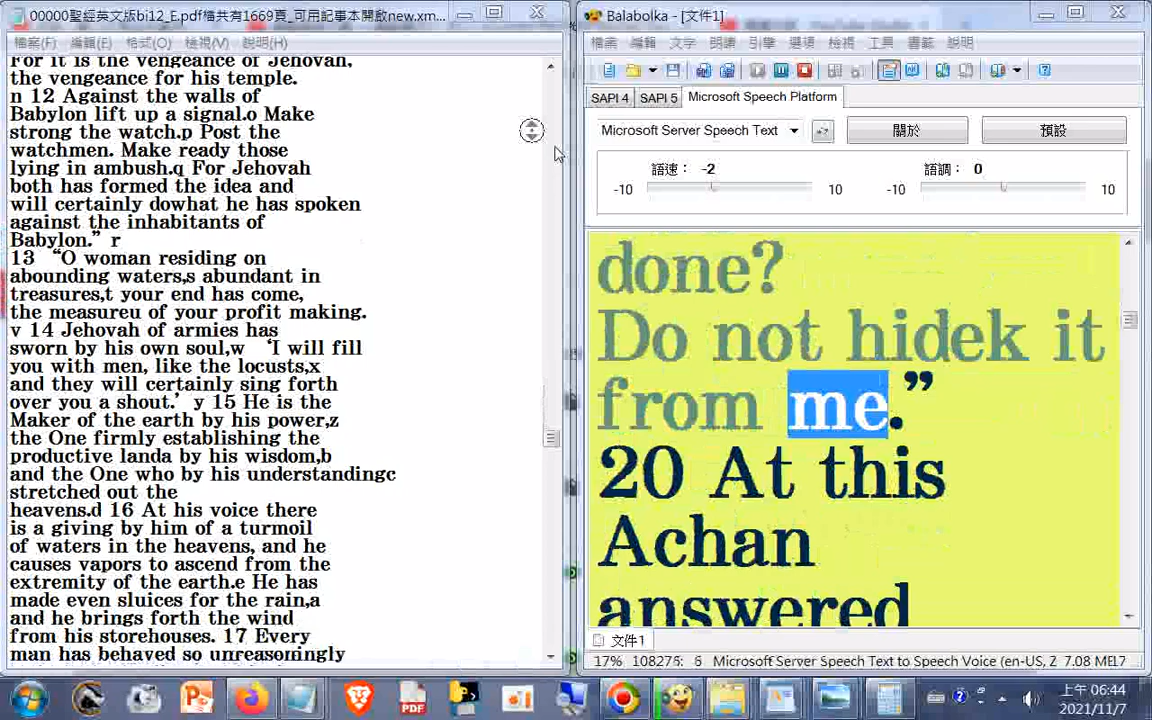 00000聖經英文版bi12_E.pdf檔共有1669頁_可用記事本開啟new.xm...
檔案(F) 編輯(E) 格式(O) 檢視(V) 說明(H)
For it is the vengeance of Jehovah,
the vengeance for his temple.
n 12 Against the walls of
Babylon lift up a signal.o Make
strong the watch.p Post the
watchmen. Make ready those
lying in ambush.q For Jehovah
both has formed the idea and
will certainly dowhat he has spoken
against the inhabitants of
Babylon.” r
13 “O woman residing on
abounding waters,s abundant in
treasures,t your end has come,
the measureu of your profit making.
v 14 Jehovah of armies has
sworn by his own soul,w ‘I will fill
you with men, like the locusts,x
and they will certainly sing forth
over you a shout.’ y 15 He is the
Maker of the earth by his power,z
the One firmly establishing the
productive landa by his wisdom,b
and the One who by his understandingc
stretched out the
heavens.d 16 At his voice there
is a giving by him of a turmoil
of waters in the heavens, and he
causes vapors to ascend from the
extremity of the earth.e He has
made even sluices for the rain,a
and he brings forth the wind
from his storehouses. 17 Every
man has behaved so unreasoningly
Balabolka - [文件1]
檔案 編輯 文字 朗讀 引擎 選項 檢視 工具 書籤 說明
SAPI 4 SAPI 5 Microsoft Speech Platform
Microsoft Server Speech Text 關於 預設
語速： -2 語調： 0
-10 10 -10 10
done?
Do not hidek it
from me.”
20 At this
Achan
answered
文件1
17% 108275: 6 Microsoft Server Speech Text to Speech Voice (en-US, Z 7.08 MB
上午 06:44
2021/11/7